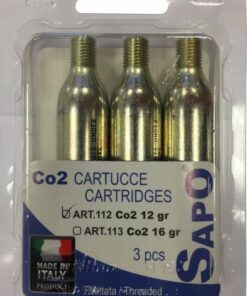 Co2 CARTUCCE
CARTRIDGES
ART.112 Co2 12 gr
ART.113 Co2 16 gr
3 pcs
SAPO
MADE IN
ITALY
PRODUCT
Filettata - Threaded